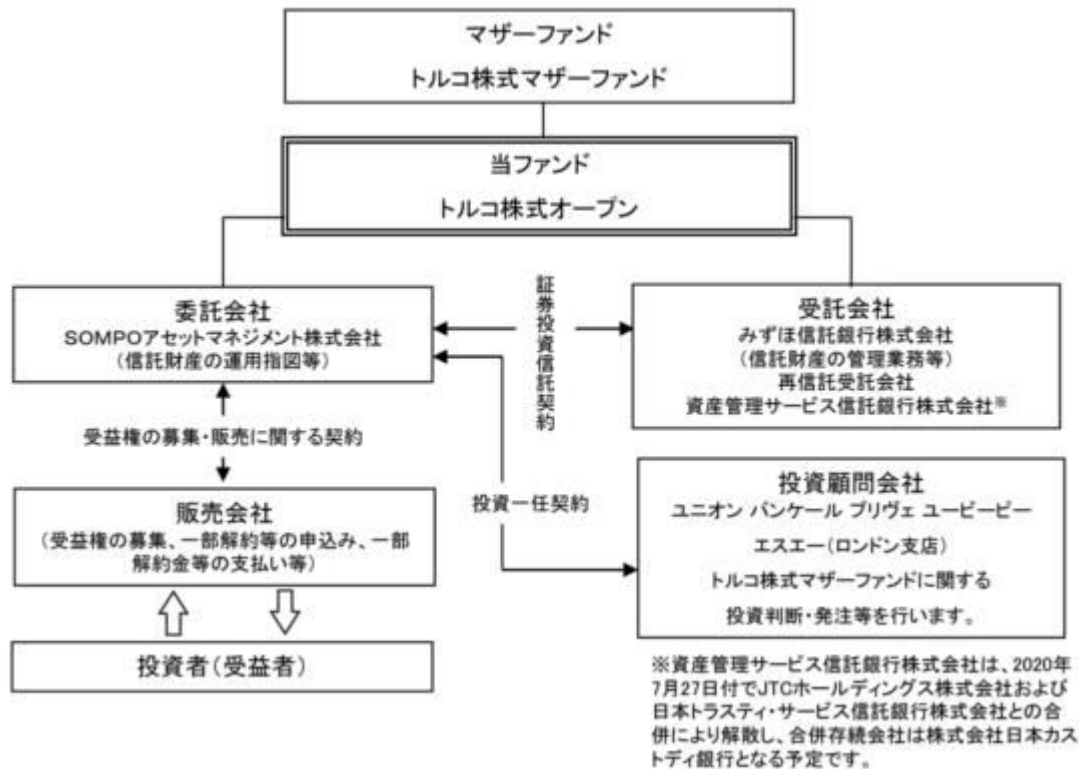 マザーファンド
トルコ株式マザーファンド
当ファンド
トルコ株式オープン
委託会社
SOMPOアセットマネジメント株式会社
(信託財産の運用指図等)
証券投資信託契約
受託会社
みずほ信託銀行株式会社
(信託財産の管理業務等)
再信託受託会社
資産管理サービス信託銀行株式会社※
受益権の募集・販売に関する契約
投資一任契約
販売会社
(受益権の募集、一部解約等の申込み、一部
解約金等の支払い等)
投資顧問会社
ユニオン バンケール プリヴェ ユービーピー
エスエー(ロンドン支店)
トルコ株式マザーファンドに関する
投資判断・発注等を行います。
投資者(受益者)
※資産管理サービス信託銀行株式会社は、2020年
7月27日付でJTCホールディングス株式会社および
日本トラスティ・サービス信託銀行株式会社との合
併により解散し、合併存続会社は株式会社日本カス
トディ銀行となる予定です。